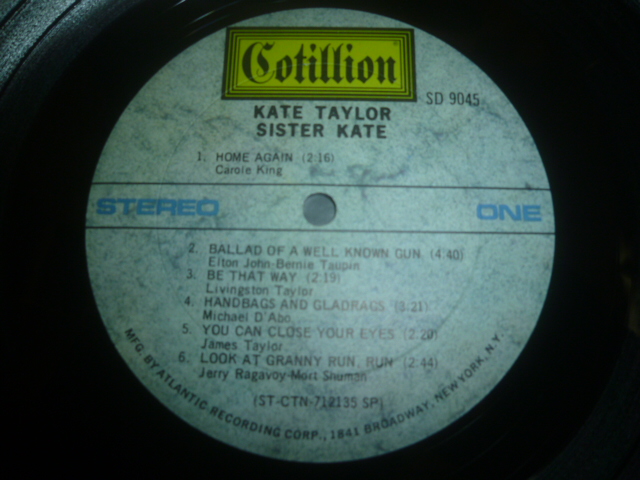 Cotillion
SD 9045
KATE TAYLOR
SISTER KATE
1. HOME AGAIN (2:16)
Carole King
STEREO ONE
2. BALLAD OF A WELL KNOWN GUN (4:40)
Elton John-Bernie Taupin
3. BE THAT WAY (2:19)
Livingston Taylor
4. HANDBAGS AND GLADRAGS (3:21)
Michael D'Abo
5. YOU CAN CLOSE YOUR EYES (2:20)
James Taylor
6. LOOK AT GRANNY RUN, RUN (2:44)
Jerry Ragavoy-Mort Shuman
(ST-CTN-712135 SP)
MFG. BY ATLANTIC RECORDING CORP., 1841 BROADWAY, NEW YORK, N.Y.